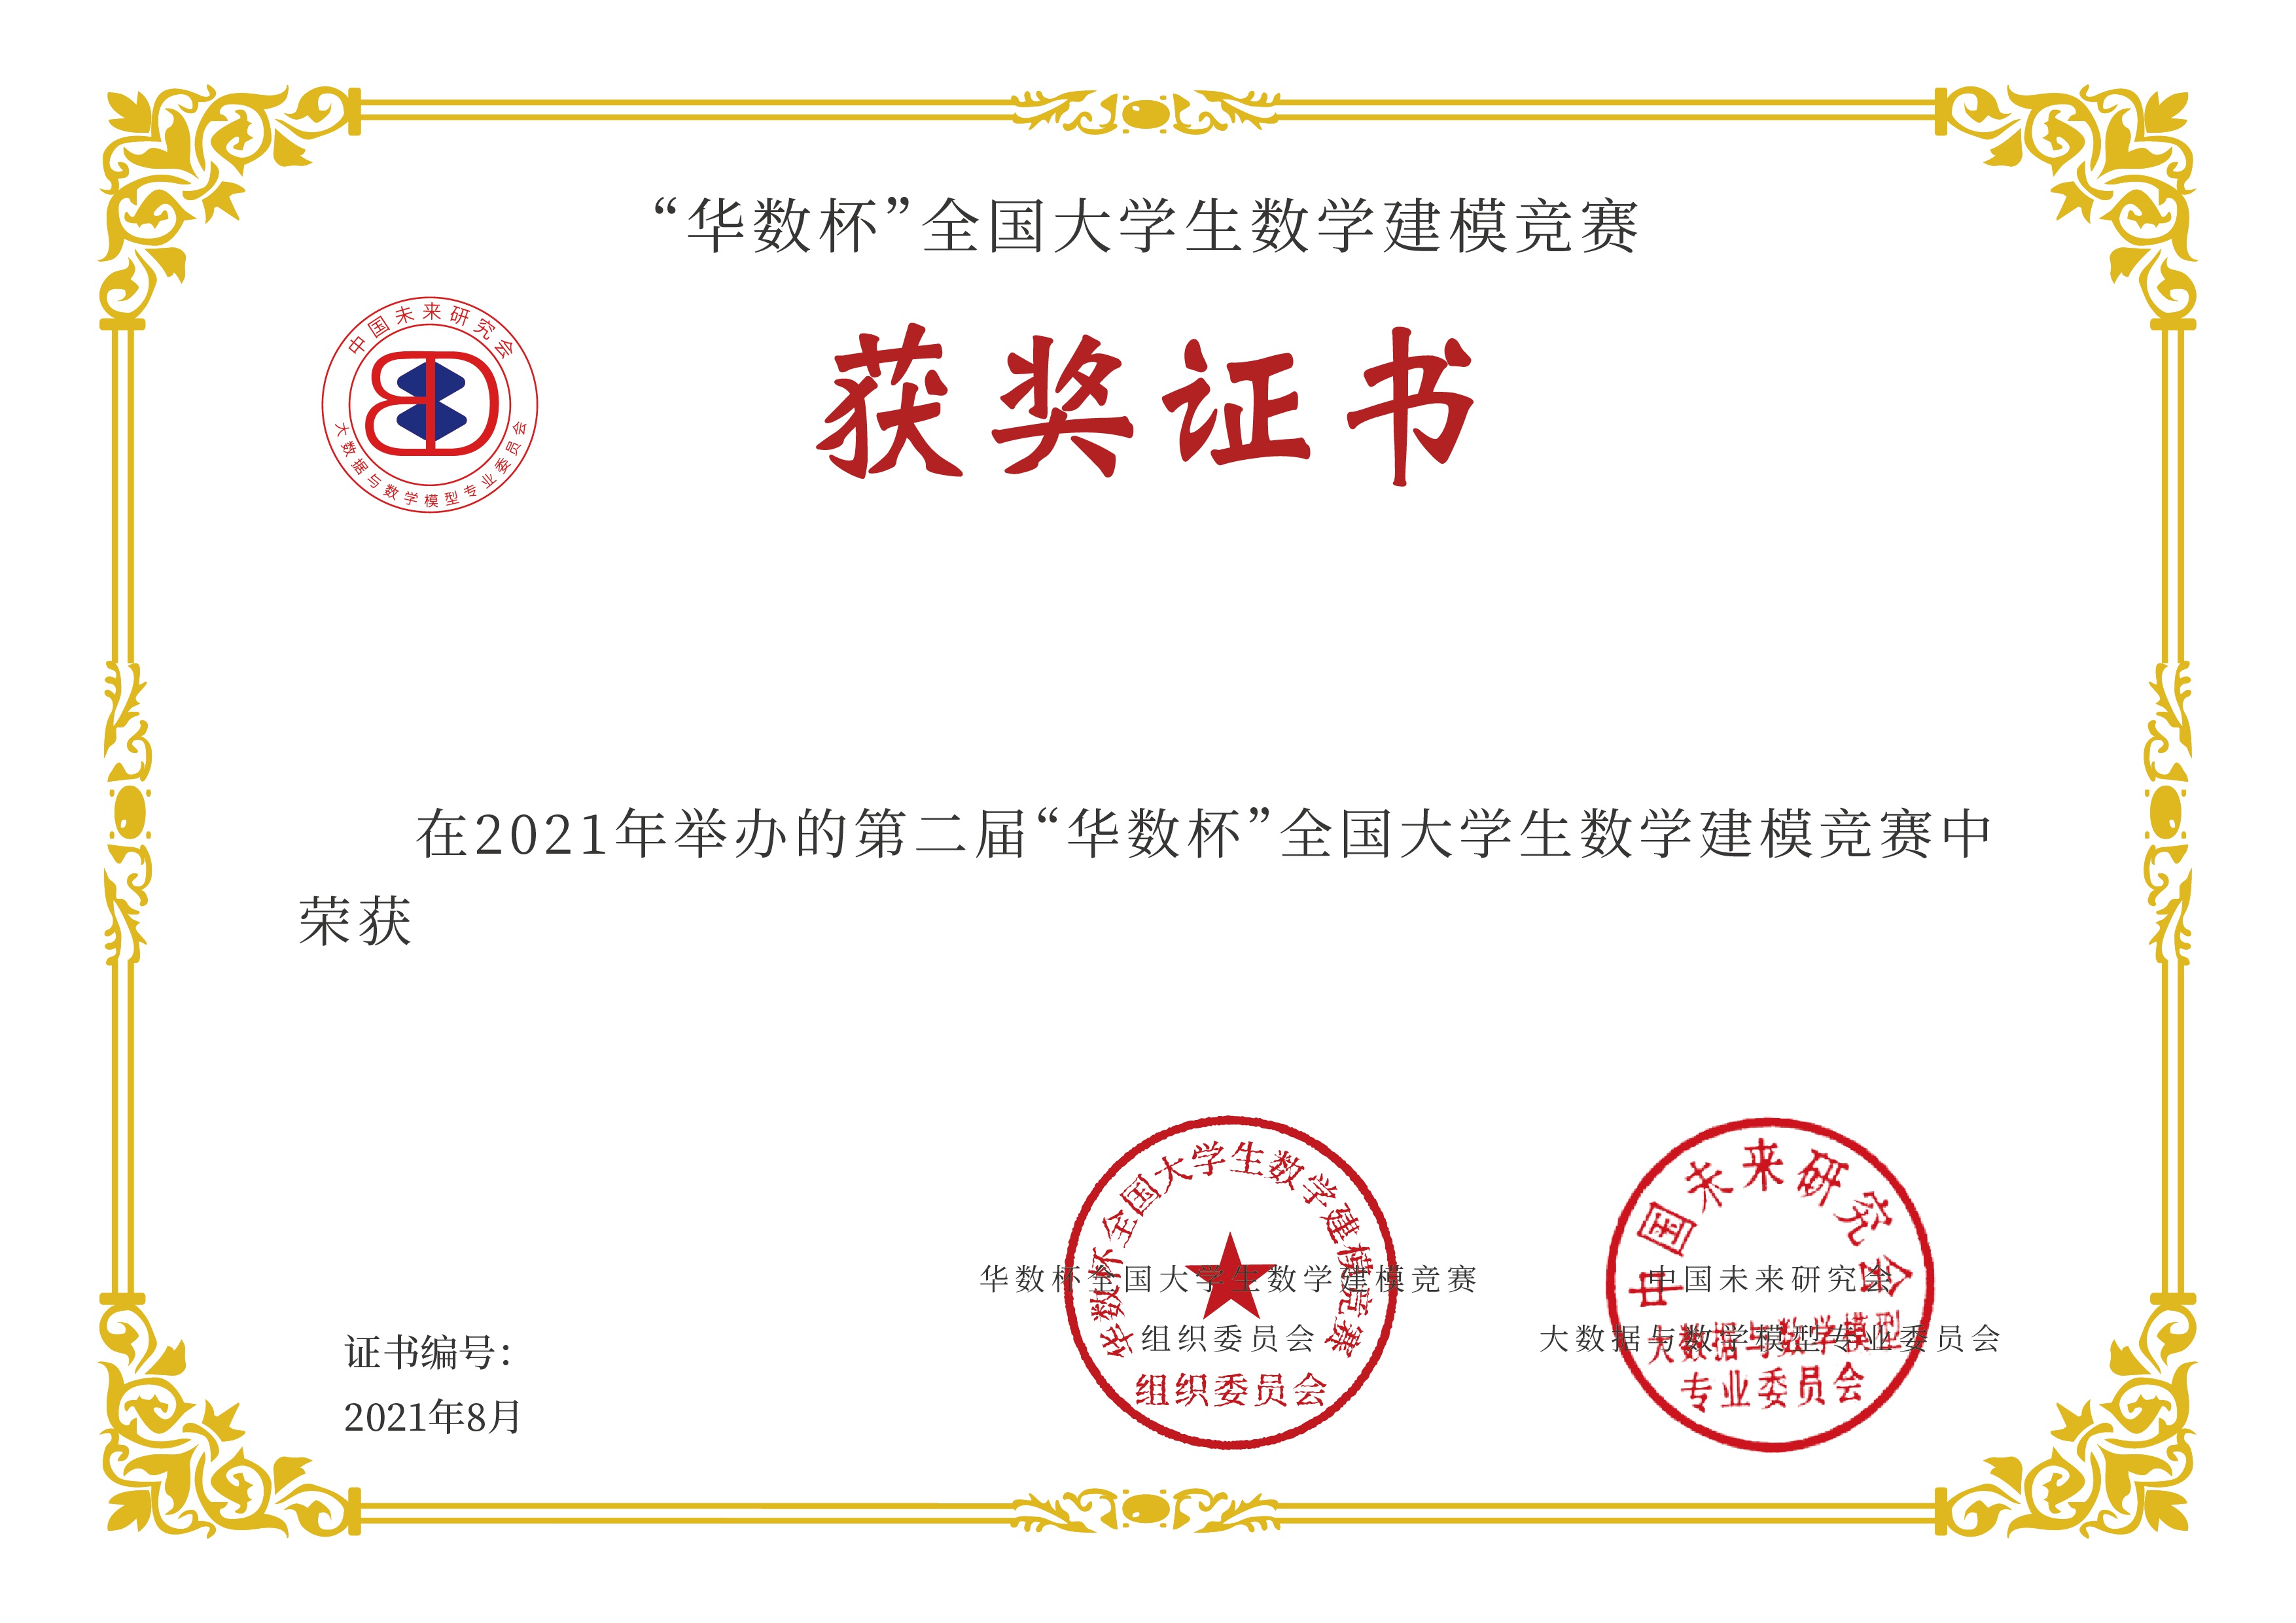 “华数杯”全国大学生数学建模竞赛
中国未来研究会
大数据与数学模型专业委员会
获奖证书
在2021年举办的第二届“华数杯”全国大学生数学建模竞赛中
荣获
华数杯全国大学生数学建模竞赛
组织委员会
华数杯全国大学生数学建模竞赛
组织委员会
中国未来研究会
大数据与数学模型专业委员会
中国未来研究会
大数据与数学模型
专业委员会
证书编号：
2021年8月